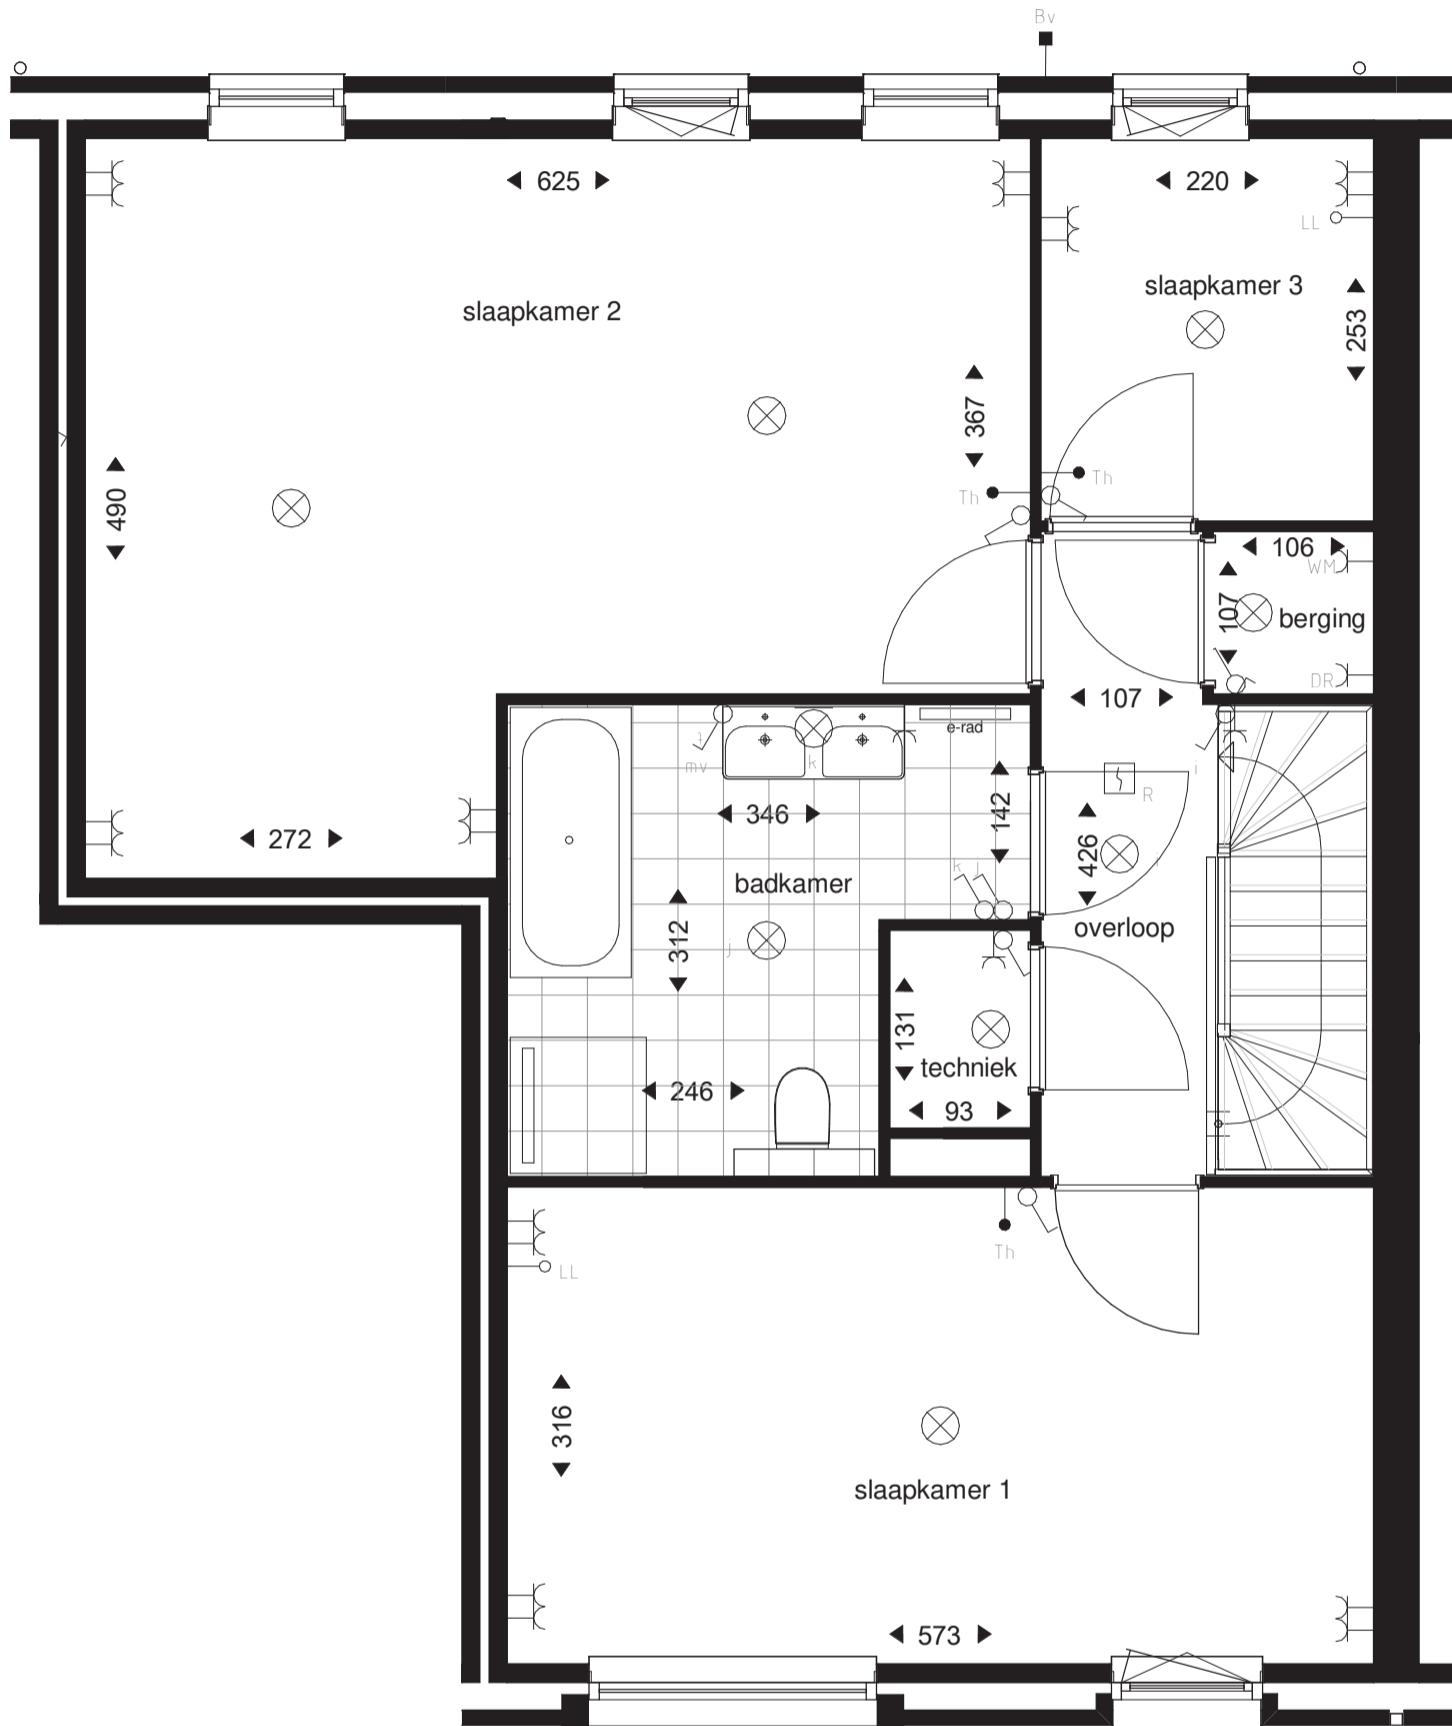 Bv
625
220
LL
slaapkamer 3
slaapkamer 2
253
367
490
Th
Th
106
WM
107
berging
DR
107
e-rad
mv
k
i
R
346
142
426
272
k j
badkamer
overloop
312
j
131
techniek
246
93
Th
LL
316
slaapkamer 1
573